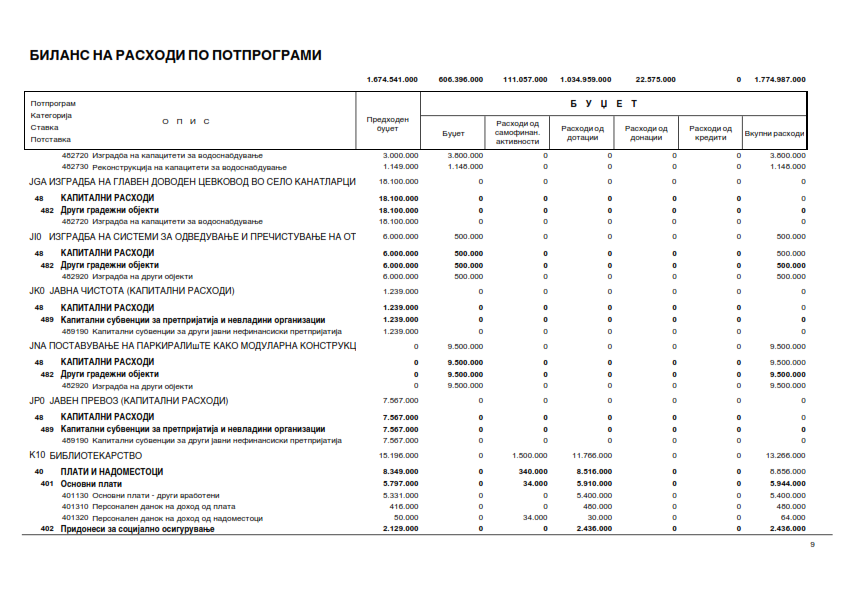 БИЛАНС НА РАСХОДИ ПО ПОТПРОГРАМИ
1.674.541.000 606.396.000 111.057.000 1.034.959.000 22.575.000 0 1.774.987.000
Потпрограм
Категорија
Ставка
Потставка
О П И С
Предходен буџет
Б У Џ Е Т
Буџет
Расходи од самофинан. активности
Расходи од дотации
Расходи од донации
Расходи од кредити
Вкупни расходи
482720 Изградба на капацитети за водоснабдување 3.000.000 3.800.000 0 0 0 0 3.800.000
482730 Реконструкција на капацитети за водоснабдување 1.149.000 1.148.000 0 0 0 0 1.148.000
JGA ИЗГРАДБА НА ГЛАВЕН ДОВОДЕН ЦЕВКОВОД ВО СЕЛО КАНАТЛАРЦИ 18.100.000 0 0 0 0 0 0
48 КАПИТАЛНИ РАСХОДИ 18.100.000 0 0 0 0 0 0
482 Други градежни објекти 18.100.000 0 0 0 0 0 0
482720 Изградба на капацитети за водоснабдување 18.100.000 0 0 0 0 0 0
JI0 ИЗГРАДБА НА СИСТЕМИ ЗА ОДВЕДУВАЊЕ И ПРЕЧИСТУВАЊЕ НА ОТ 6.000.000 500.000 0 0 0 0 500.000
48 КАПИТАЛНИ РАСХОДИ 6.000.000 500.000 0 0 0 0 500.000
482 Други градежни објекти 6.000.000 500.000 0 0 0 0 500.000
482920 Изградба на други објекти 6.000.000 500.000 0 0 0 0 500.000
JK0 ЈАВНА ЧИСТОТА (КАПИТАЛНИ РАСХОДИ) 1.239.000 0 0 0 0 0 0
48 КАПИТАЛНИ РАСХОДИ 1.239.000 0 0 0 0 0 0
489 Капитални субвенции за претпријатија и невладини организации 1.239.000 0 0 0 0 0 0
489190 Капитални субвенции за други јавни нефинансиски претпријатија 1.239.000 0 0 0 0 0 0
JNA ПОСТАВУВАЊЕ НА ПАРКИРАЛИшТЕ КАКО МОДУЛАРНА КОНСТРУКЦ 0 9.500.000 0 0 0 0 9.500.000
48 КАПИТАЛНИ РАСХОДИ 0 9.500.000 0 0 0 0 9.500.000
482 Други градежни објекти 0 9.500.000 0 0 0 0 9.500.000
482920 Изградба на други објекти 0 9.500.000 0 0 0 0 9.500.000
JP0 ЈАВЕН ПРЕВОЗ (КАПИТАЛНИ РАСХОДИ) 7.567.000 0 0 0 0 0 0
48 КАПИТАЛНИ РАСХОДИ 7.567.000 0 0 0 0 0 0
489 Капитални субвенции за претпријатија и невладини организации 7.567.000 0 0 0 0 0 0
489190 Капитални субвенции за други јавни нефинансиски претпријатија 7.567.000 0 0 0 0 0 0
K10 БИБЛИОТЕКАРСТВО 15.196.000 0 1.500.000 11.766.000 0 0 13.266.000
40 ПЛАТИ И НАДОМЕСТОЦИ 8.349.000 0 340.000 8.516.000 0 0 8.856.000
401 Основни плати 5.797.000 0 34.000 5.910.000 0 0 5.944.000
401130 Основни плати - други вработени 5.331.000 0 0 5.400.000 0 0 5.400.000
401310 Персонален данок на доход од плата 416.000 0 0 480.000 0 0 480.000
401320 Персонален данок на доход од надоместоци 50.000 0 34.000 30.000 0 0 64.000
402 Придонеси за социјално осигурување 2.129.000 0 0 2.436.000 0 0 2.436.000
9